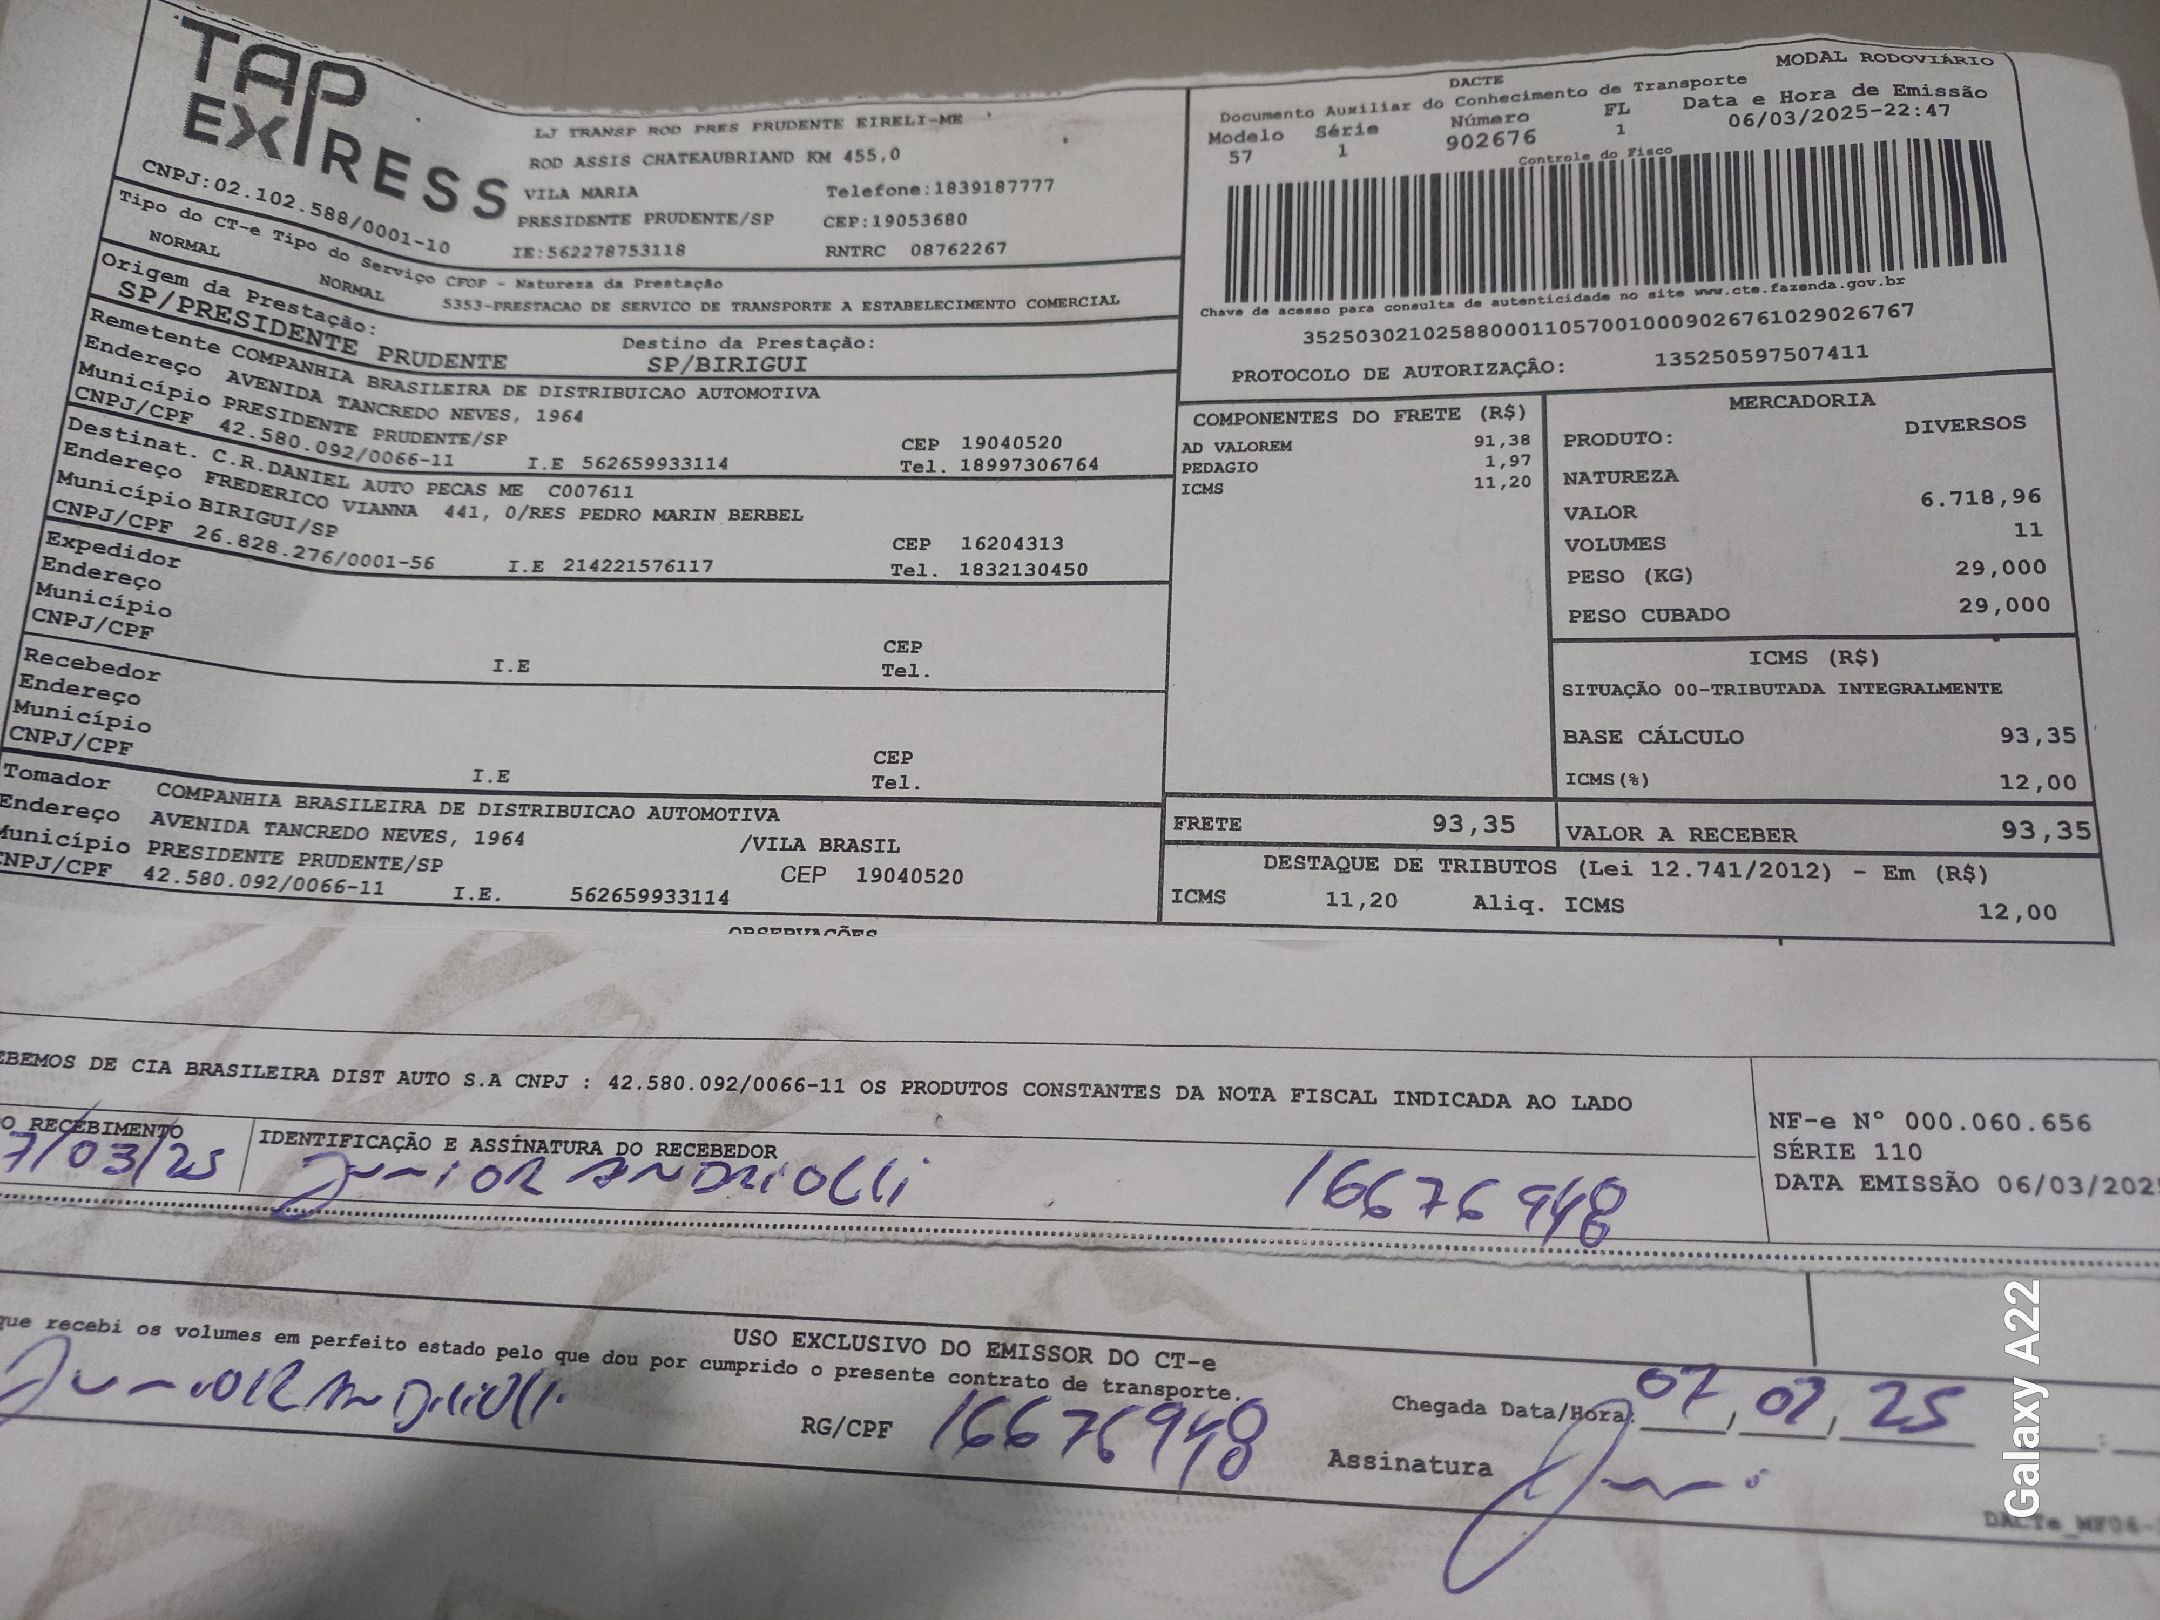 TAP
EXPRESS
CNPJ:02.102.588/0001-10
LJ TRANSP ROD PRES PRUDENTE EIRELI-ME
ROD ASSIS CHATEAUBRIAND KM 455,0
VILA MARIA Telefone:1839187777
PRESIDENTE PRUDENTE/SP CEP:19053680
IE:562278753118 RNTRC 08762267
MODAL RODOVIÁRIO
DACTE
Documento Auxiliar do Conhecimento de Transporte
Modelo Série Número FL Data e Hora de Emissão
57 1 902676 1 06/03/2025-22:47
Controle do Fisco
Chave de acesso para consulta de autenticidade no site www.cte.fazenda.gov.br
35250302102588000110570010009026761029026767
PROTOCOLO DE AUTORIZAÇÂO: 135250597507411
Tipo do CT-e Tipo do Serviço CFOP - Natureza da Prestação
NORMAL NORMAL 5353-PRESTACAO DE SERVICO DE TRANSPORTE A ESTABELECIMENTO COMERCIAL
Origem da Prestação: Destino da Prestação:
SP/PRESIDENTE PRUDENTE SP/BIRIGUI
Remetente COMPANHIA BRASILEIRA DE DISTRIBUICAO AUTOMOTIVA
Endereço AVENIDA TANCREDO NEVES, 1964
Município PRESIDENTE PRUDENTE/SP CEP 19040520
CNPJ/CPF 42.580.092/0066-11 I.E 562659933114 Tel. 18997306764
Destinat. C.R.DANIEL AUTO PECAS ME C007611
Endereço FREDERICO VIANNA 441, 0/RES PEDRO MARIN BERBEL
Município BIRIGUI/SP CEP 16204313
CNPJ/CPF 26.828.276/0001-56 I.E 214221576117 Tel. 1832130450
Expedidor
Endereço
Município CEP
CNPJ/CPF I.E Tel.
Recebedor
Endereço
Município CEP
CNPJ/CPF I.E Tel.
Tomador COMPANHIA BRASILEIRA DE DISTRIBUICAO AUTOMOTIVA
Endereço AVENIDA TANCREDO NEVES, 1964 /VILA BRASIL
Município PRESIDENTE PRUDENTE/SP CEP 19040520
CNPJ/CPF 42.580.092/0066-11 I.E. 562659933114
COMPONENTES DO FRETE (R$)
AD VALOREM 91,38
PEDAGIO 1,97
ICMS 11,20
MERCADORIA
PRODUTO: DIVERSOS
NATUREZA
VALOR 6.718,96
VOLUMES 11
PESO (KG) 29,000
PESO CUBADO 29,000
ICMS (R$)
SITUAÇÃO 00-TRIBUTADA INTEGRALMENTE
BASE CÁLCULO 93,35
ICMS(%) 12,00
FRETE 93,35 VALOR A RECEBER 93,35
DESTAQUE DE TRIBUTOS (Lei 12.741/2012) - Em (R$)
ICMS 11,20 Aliq. ICMS 12,00
OBSERVAÇÕES
EBEMOS DE CIA BRASILEIRA DIST AUTO S.A CNPJ : 42.580.092/0066-11 OS PRODUTOS CONSTANTES DA NOTA FISCAL INDICADA AO LADO
O RECEBIMENTO IDENTIFICAÇÃO E ASSINATURA DO RECEBEDOR
7/03/25 JUNIOR ANDRIOLLI 16676948
NF-e Nº 000.060.656
SÉRIE 110
DATA EMISSÃO 06/03/202
USO EXCLUSIVO DO EMISSOR DO CT-e
que recebi os volumes em perfeito estado pelo que dou por cumprido o presente contrato de transporte.
JUNIOR ANDRIOLLI RG/CPF 16676948
Chegada Data/Hora: 07, 03, 25 :
Assinatura Juni
DACTe_MF06-
Galaxy A22